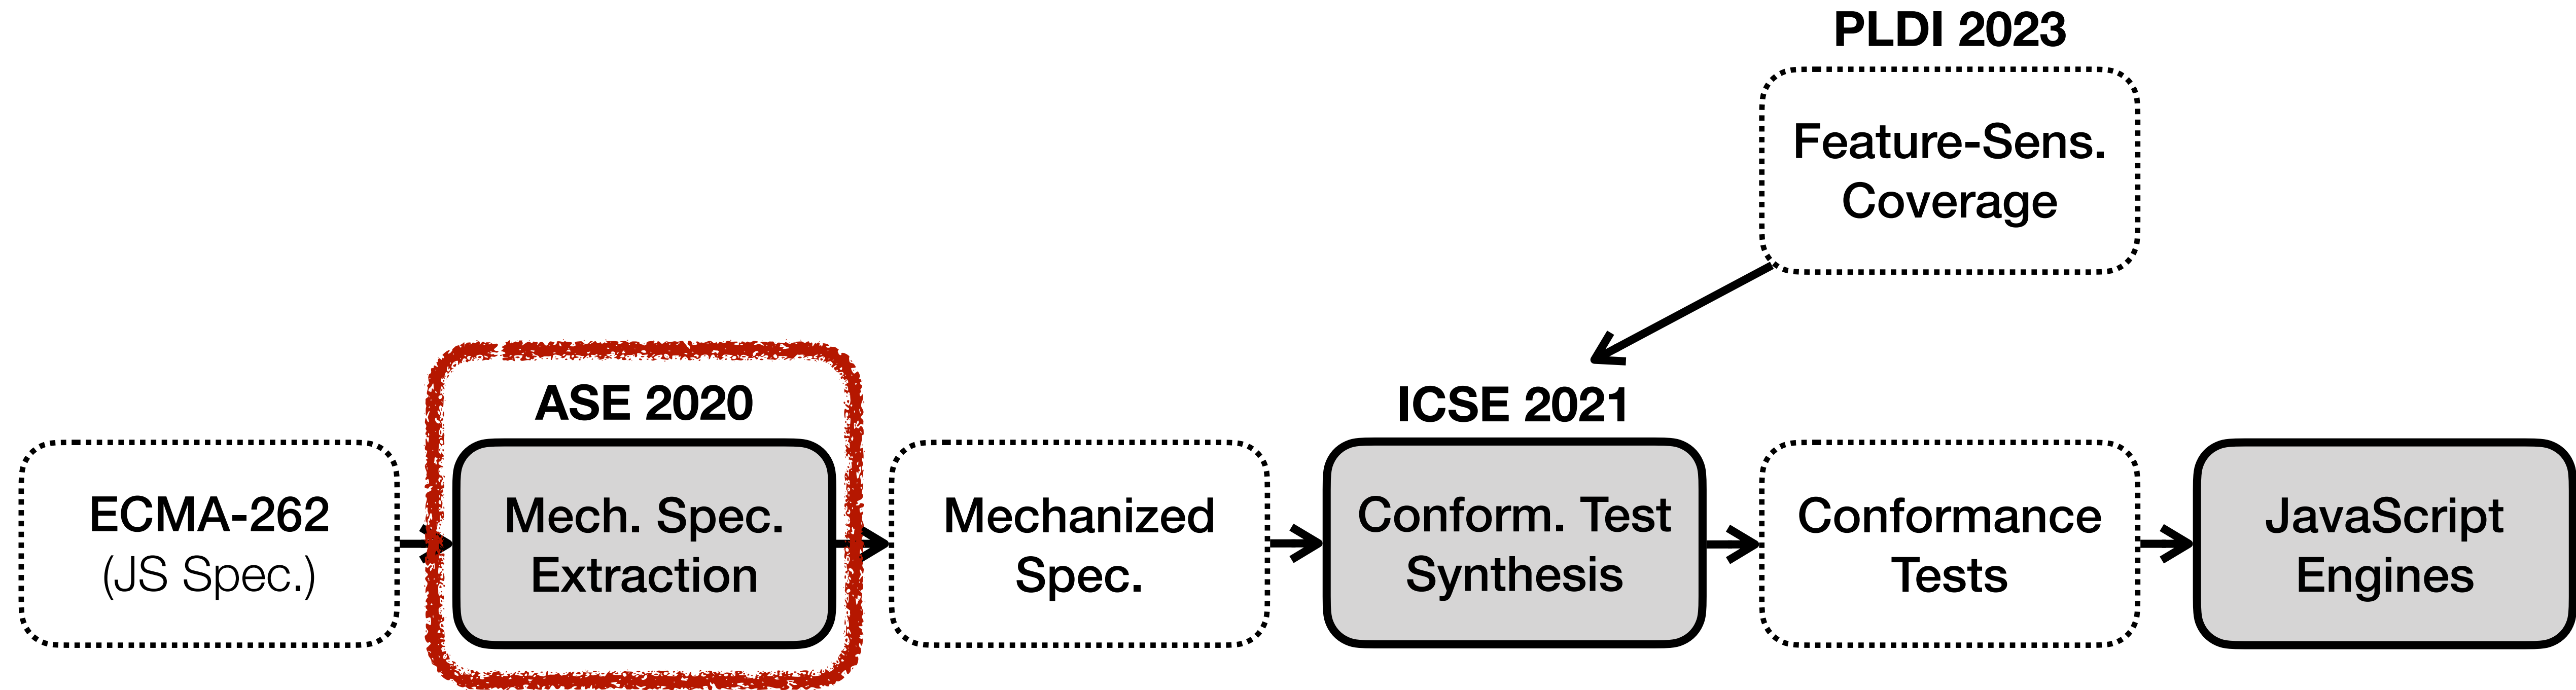 PLDI 2023
Feature-Sens.
Coverage
ASE 2020
ICSE 2021
ECMA-262
(JS Spec.)
Mech. Spec.
Extraction
Mechanized
Spec.
Conform. Test
Synthesis
Conformance
Tests
JavaScript
Engines